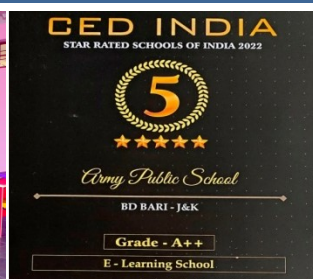 CED INDIA
STAR RATED SCHOOLS OF INDIA 2022
5
Army Public School
BD BARI - J&K
Grade - A++
E - Learning School